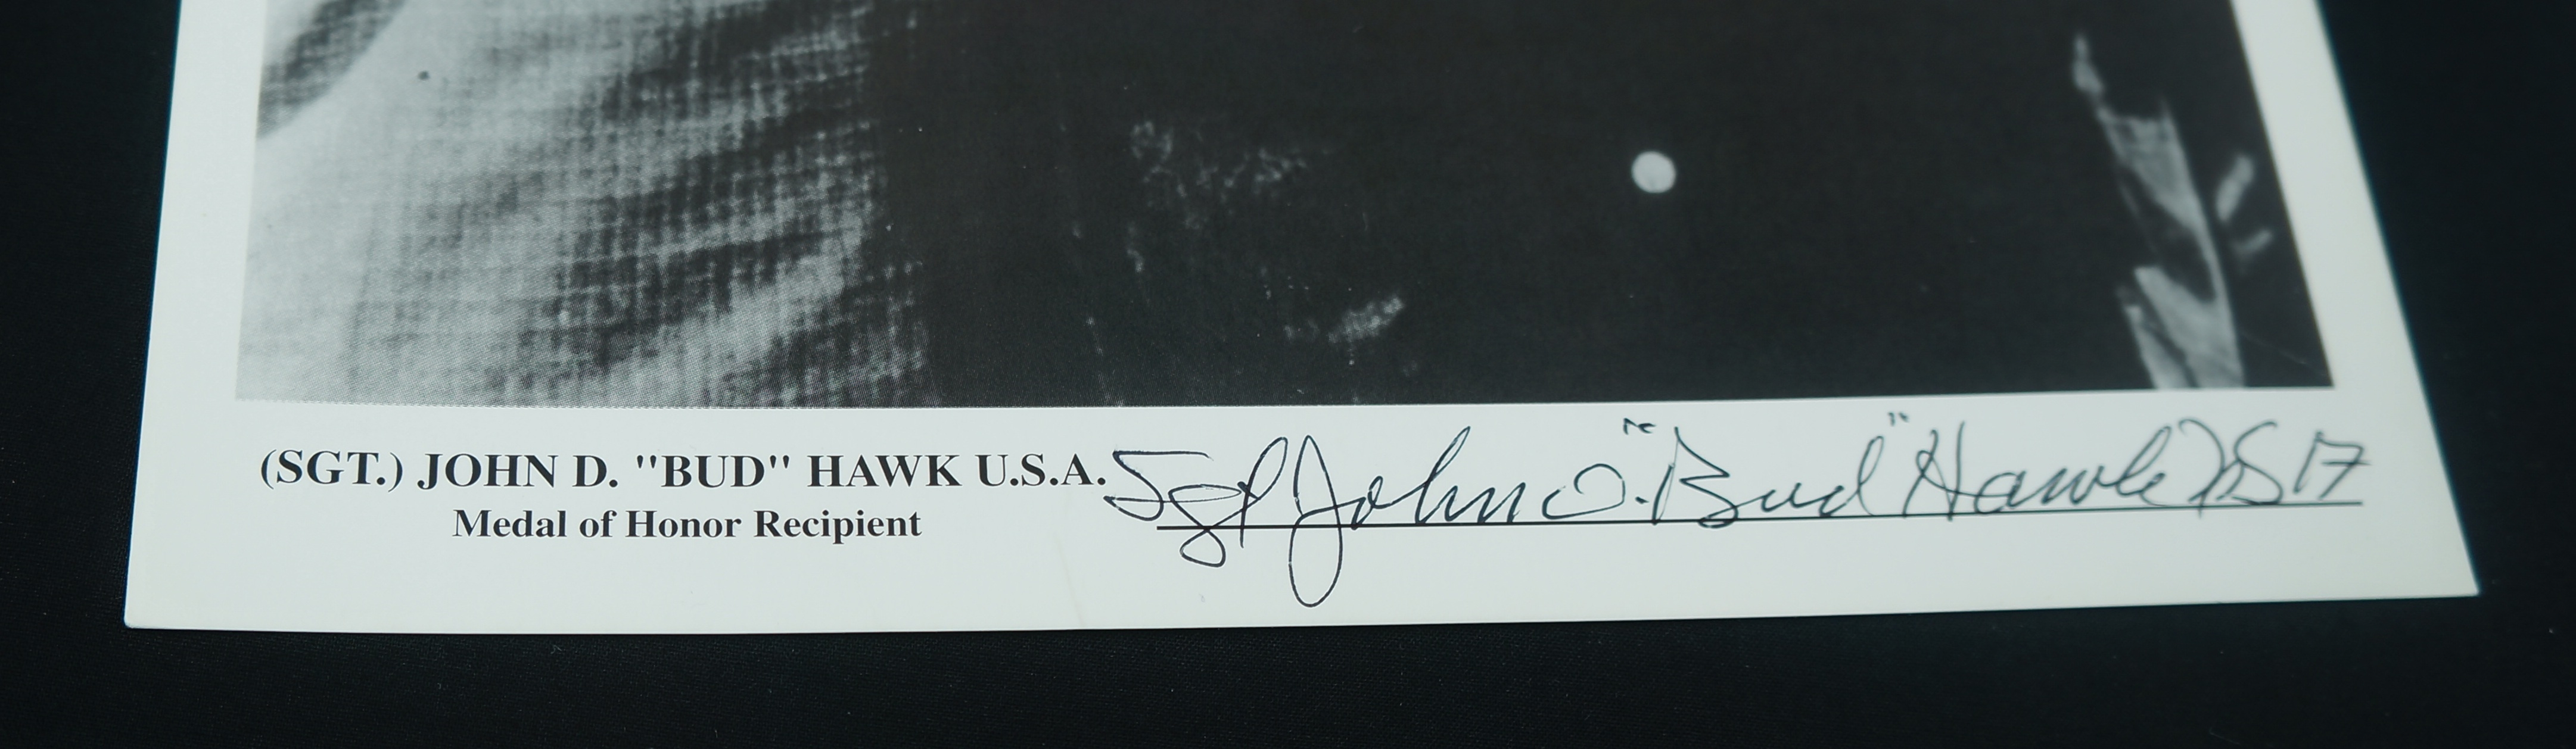 (SGT.) JOHN D. "BUD" HAWK U.S.A.
Medal of Honor Recipient
Sgt John D. "Bud" Hawk